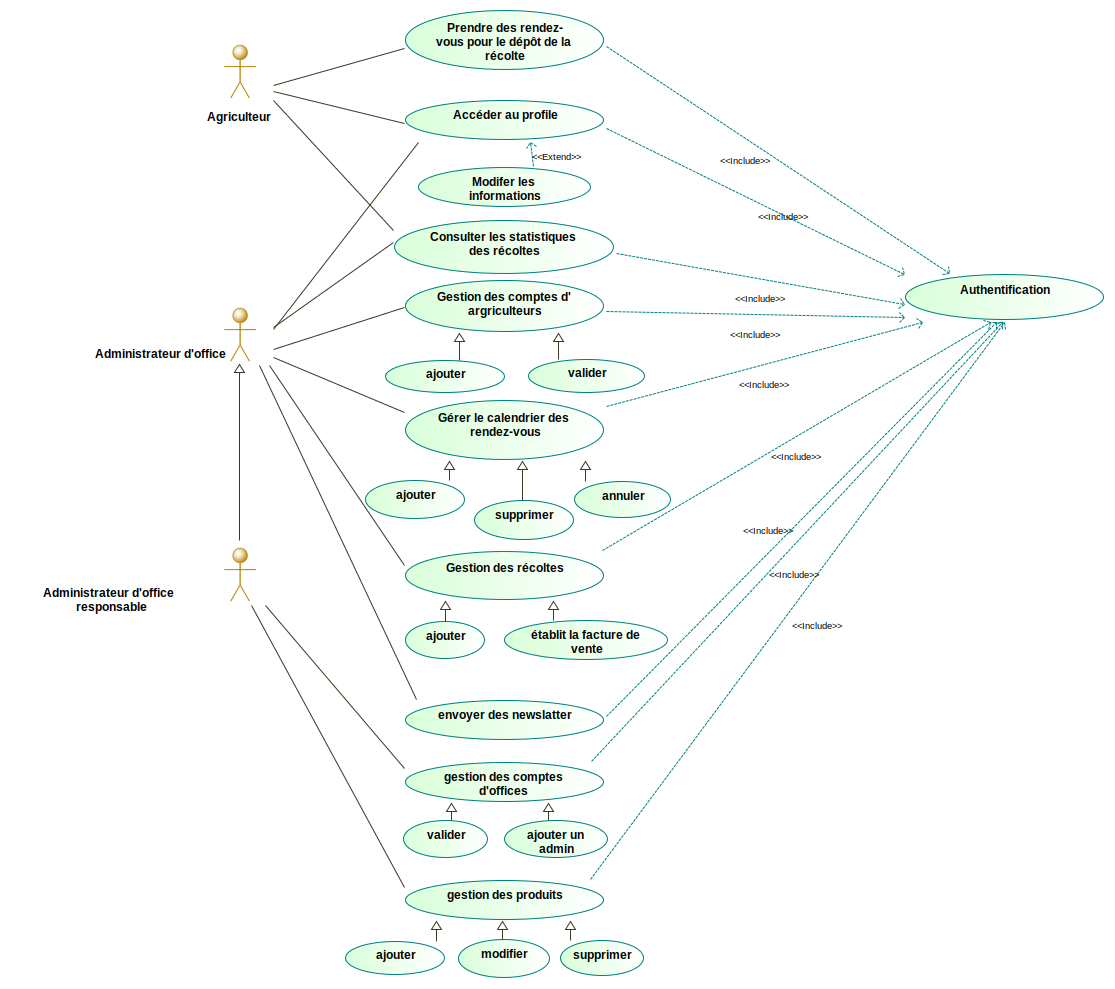 Prendre des rendez-
vous pour le dépôt de la
récolte
Agriculteur
Accéder au profile
<<Extend>>
<<Include>>
Modifer les
informations
<<Include>>
Consulter les statistiques
des récoltes
Authentification
Gestion des comptes d'
argriculteurs
<<Include>>
Administrateur d'office
<<Include>>
ajouter
valider
<<Include>>
Gérer le calendrier des
rendez-vous
<<Include>>
ajouter
supprimer
annuler
<<Include>>
Gestion des récoltes
<<Include>>
Administrateur d'office
responsable
<<Include>>
ajouter
établit la facture de
vente
envoyer des newslatter
gestion des comptes
d'offices
valider
ajouter un
admin
gestion des produits
ajouter
modifier
supprimer